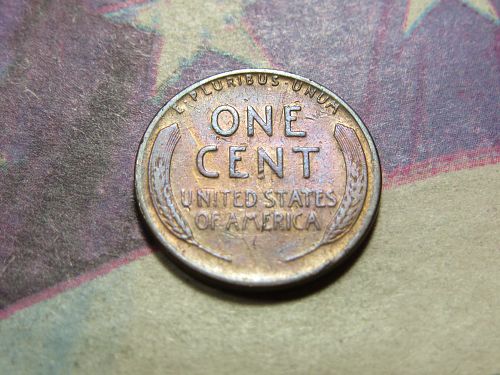 E·PLURIBUS·UNUM
ONE
CENT
UNITED STATES
OF AMERICA